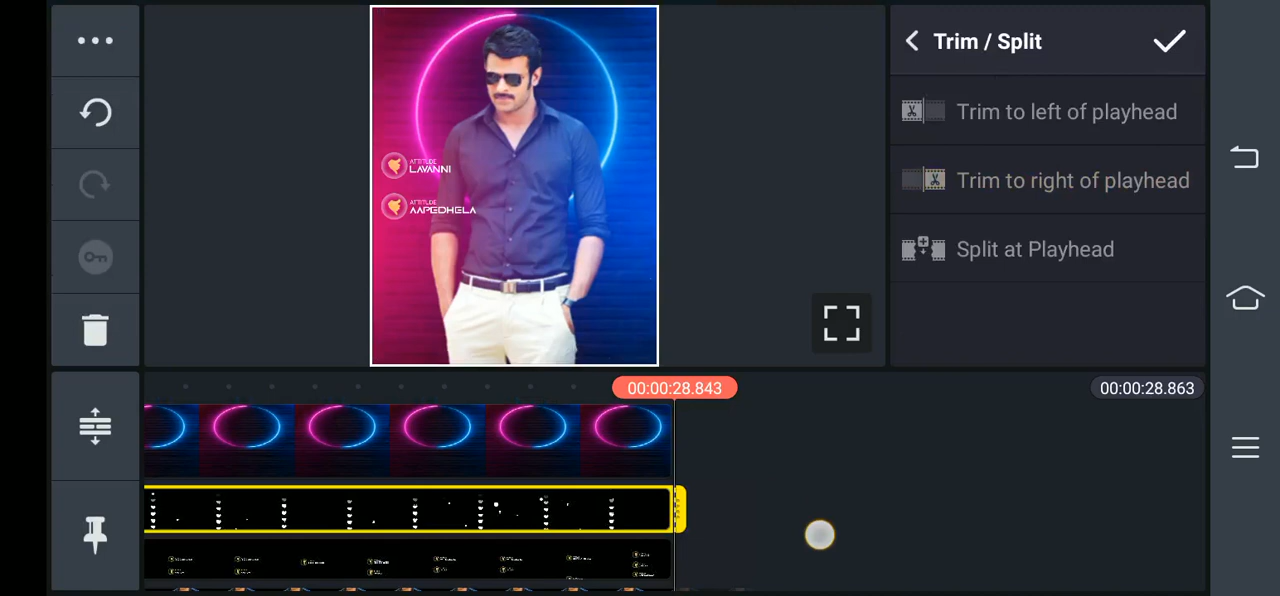 Trim / Split
Trim to left of playhead
Trim to right of playhead
Split at Playhead
ATTITUDE
LAVANNI
ATTITUDE
AAPEDHELA
00:00:28.843
00:00:28.863